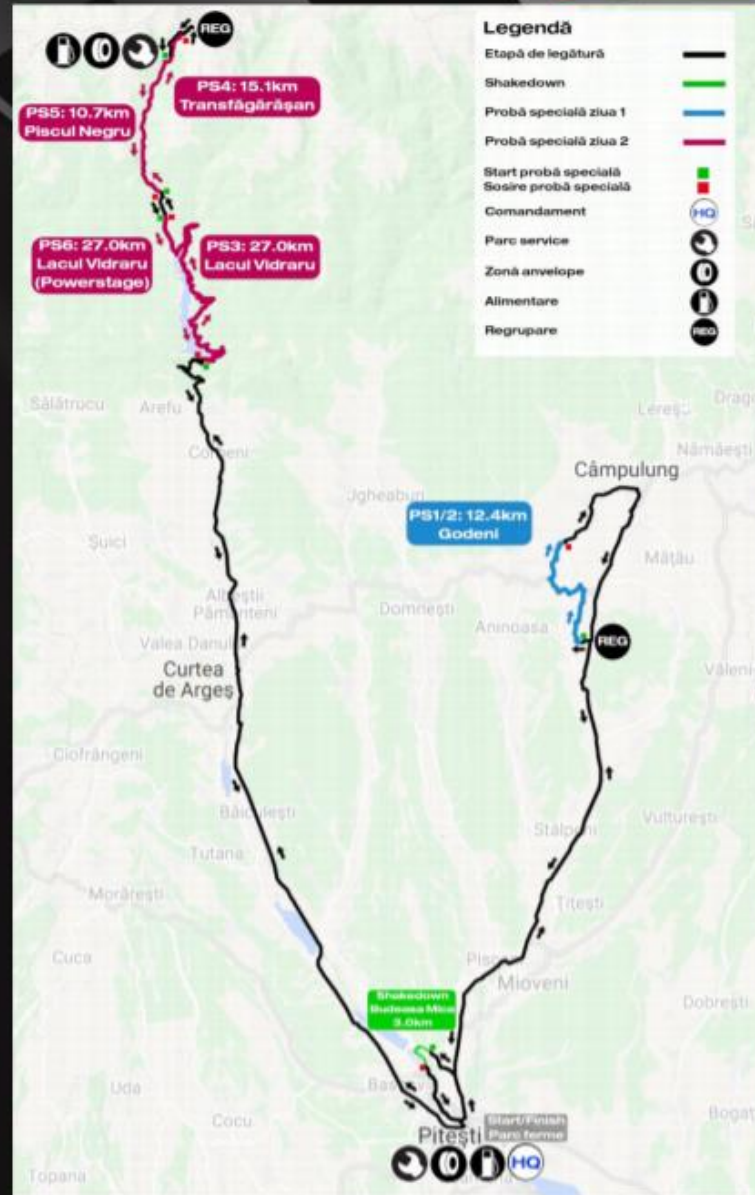 REG
Legendă
Etapă de legătură
Shakedown
Probă specială ziua 1
Probă specială ziua 2
Start probă specială
Sosire probă specială
Comandament
HQ
Parc service
Zonă anvelope
Alimentare
Regrupare
REG
PS4: 15.1km
Transfăgărășan
PS5: 10.7km
Piscul Negru
PS6: 27.0km
Lacul Vidraru
(Powerstage)
PS3: 27.0km
Lacul Vidraru
Sălătrucu
Arefu
Corbeni
Lerești
Nămăești
Câmpulung
Jgheaburi
PS1/2: 12.4km
Godeni
Șuici
Mățău
Albeștii
Pământeni
Domnești
Aninoasa
REG
Valea Danului
Curtea
de Argeș
Văleni
Ciofrângeni
Băiculești
Stâlpeni
Vulturești
Tutana
Morărești
Țițești
Cuca
Mioveni
Shakedown
Budeasa Mica
3.0km
Dobrești
Uda
Cocu
Pitești
Start/Finish
Parc ferme
HQ
Topana